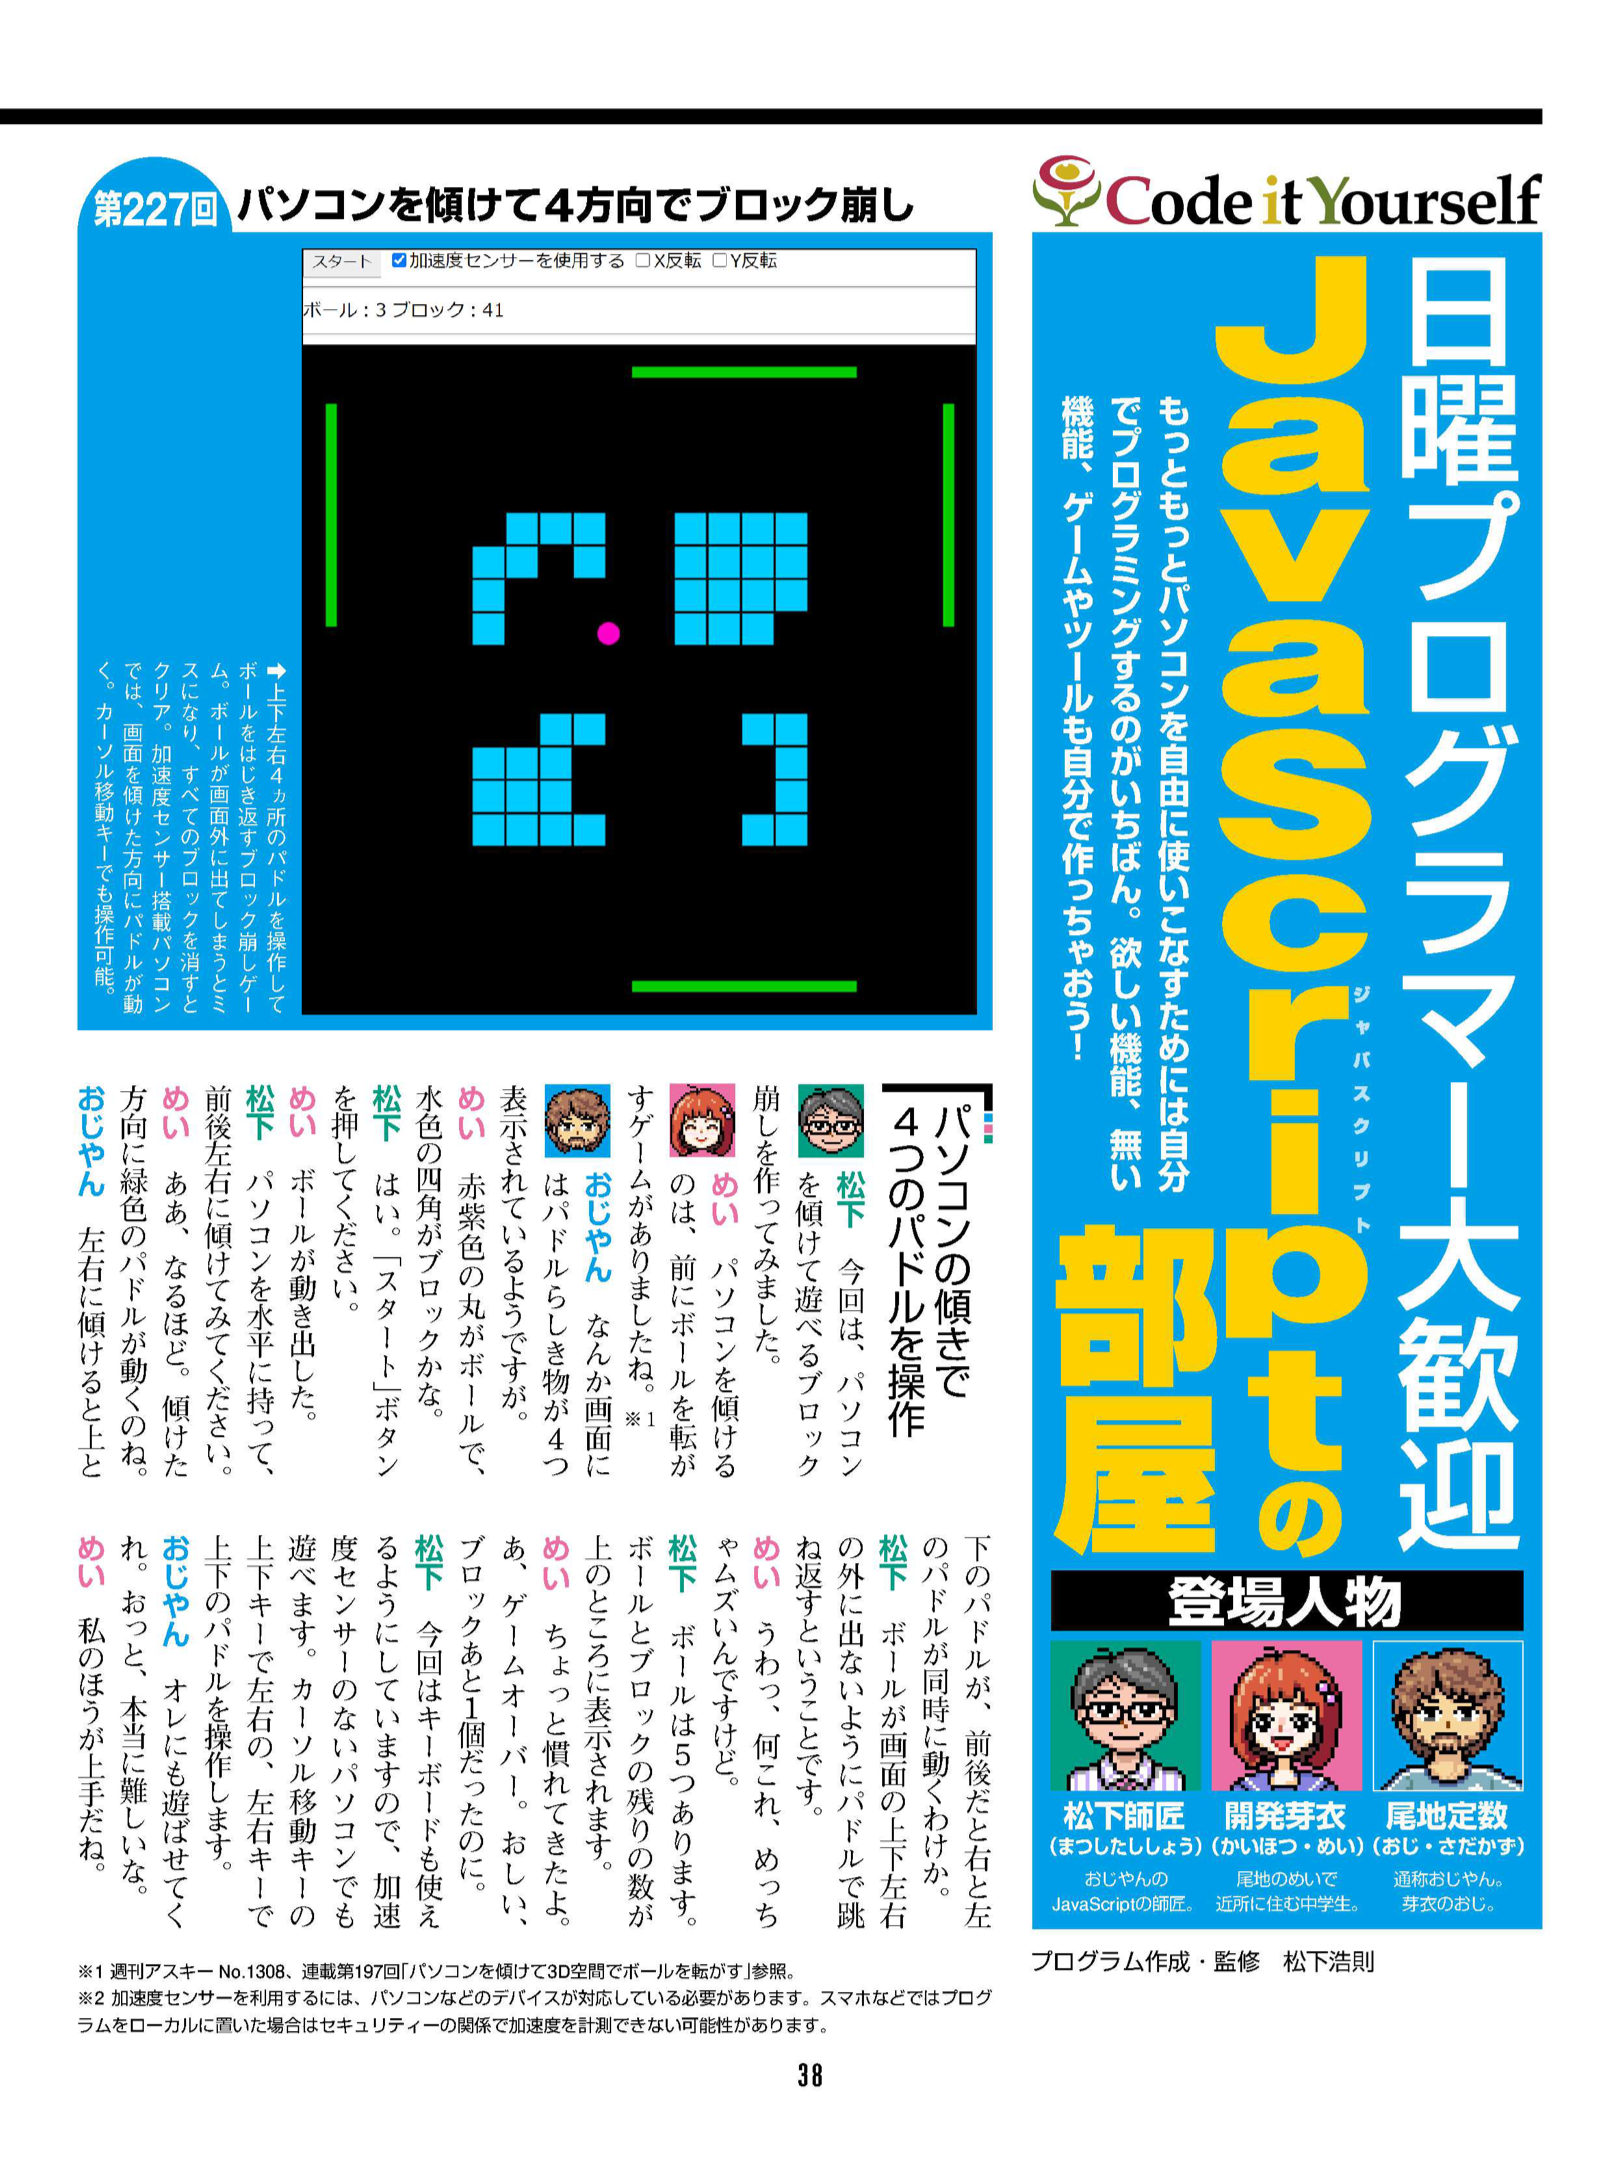 Code it Yourself
日曜プログラマー大歓迎
JavaScriptの
ジャバスクリプト
部屋
もっともっとパソコンを自由に使いこなすためには自分
でプログラミングするのがいちばん。欲しい機能、無い
機能、ゲームやツールも自分で作っちゃおう！
登場人物
尾地定数
（おじ・さだかず）
通称おじやん。
芽衣のおじ。
開発芽衣
（かいほつ・めい）
尾地のめいで
近所に住む中学生。
松下師匠
（まつしたししょう）
おじやんの
JavaScriptの師匠。
プログラム作成・監修　松下浩則
第227回 パソコンを傾けて4方向でブロック崩し
スタート 加速度センサーを使用する X反転 Y反転
ボール：3 ブロック：41
➡上下左右4ヵ所のパドルを操作して
ボールをはじき返すブロック崩しゲー
ム。ボールが画面外に出てしまうとミ
スになり、すべてのブロックを消すと
クリア。加速度センサー搭載パソコン
では、画面を傾けた方向にパドルが動
く。カーソル移動キーでも操作可能。
パソコンの傾きで
4つのパドルを操作
松下　今回は、パソコン
を傾けて遊べるブロック
崩しを作ってみました。
めい　パソコンを傾ける
のは、前にボールを転が
すゲームがありましたね。※1
おじやん　なんか画面に
はパドルらしき物が4つ
表示されているようですが。
めい　赤紫色の丸がボールで、
水色の四角がブロックかな。
松下　はい。「スタート」ボタン
を押してください。
めい　ボールが動き出した。
松下　パソコンを水平に持って、
前後左右に傾けてみてください。
めい　ああ、なるほど。傾けた
方向に緑色のパドルが動くのね。
おじやん　左右に傾けると上と
下のパドルが、前後だと右と左
のパドルが同時に動くわけか。
松下　ボールが画面の上下左右
の外に出ないようにパドルで跳
ね返すということです。
めい　うわっ、何これ、めっち
ゃムズいんですけど。
松下　ボールは5つあります。
ボールとブロックの残りの数が
上のところに表示されます。
めい　ちょっと慣れてきたよ。
あ、ゲームオーバー。おしい、
ブロックあと1個だったのに。
松下　今回はキーボードも使え
るようにしていますので、加速
度センサーのないパソコンでも
遊べます。カーソル移動キーの
上下キーで左右の、左右キーで
上下のパドルを操作します。
おじやん　オレにも遊ばせてく
れ。おっと、本当に難しいな。
めい　私のほうが上手だね。
※1 週刊アスキー No.1308、連載第197回「パソコンを傾けて3D空間でボールを転がす」参照。
※2 加速度センサーを利用するには、パソコンなどのデバイスが対応している必要があります。スマホなどではプログ
ラムをローカルに置いた場合はセキュリティーの関係で加速度を計測できない可能性があります。
38